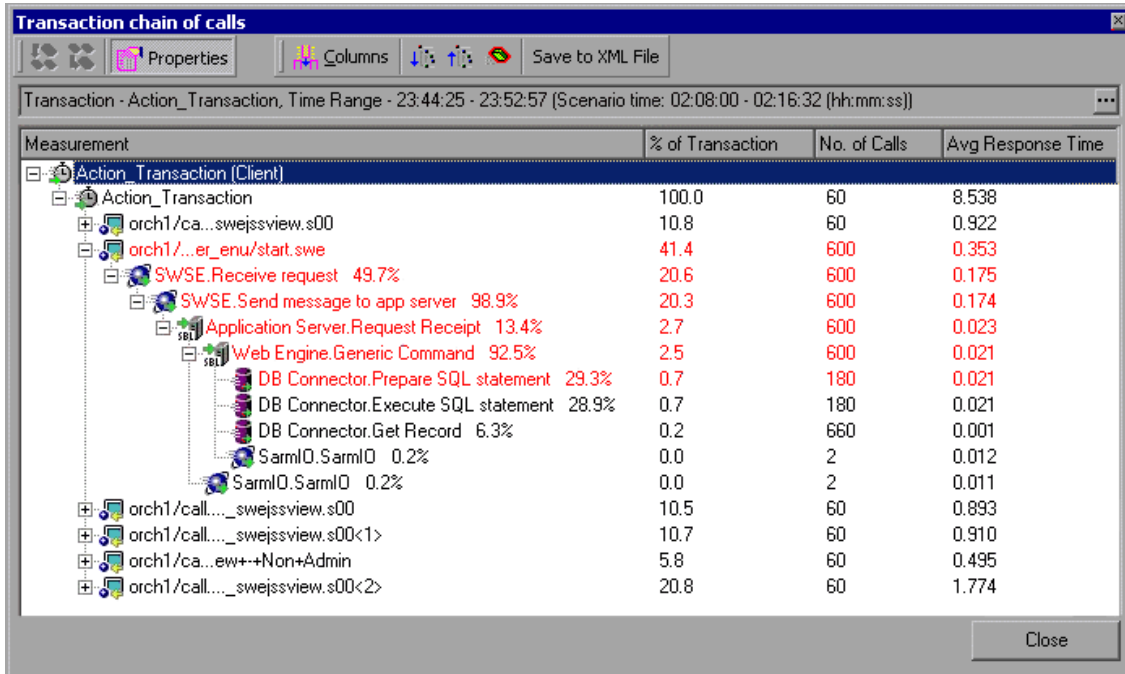 Transaction chain of calls
Properties Columns Save to XML File
Transaction - Action_Transaction, Time Range - 23:44:25 - 23:52:57 (Scenario time: 02:08:00 - 02:16:32 (hh:mm:ss))
Measurement % of Transaction No. of Calls Avg Response Time
Action_Transaction (Client)
Action_Transaction 100.0 60 8.538
orch1/ca...swejssview.s00 10.8 60 0.922
orch1/...er_enu/start.swe 41.4 600 0.353
SWSE.Receive request 49.7% 20.6 600 0.175
SWSE.Send message to app server 98.9% 20.3 600 0.174
SBL Application Server.Request Receipt 13.4% 2.7 600 0.023
SBL Web Engine.Generic Command 92.5% 2.5 600 0.021
DB Connector.Prepare SQL statement 29.3% 0.7 180 0.021
DB Connector.Execute SQL statement 28.9% 0.7 180 0.021
DB Connector.Get Record 6.3% 0.2 660 0.001
SarmIO.SarmIO 0.2% 0.0 2 0.012
SarmIO.SarmIO 0.2% 0.0 2 0.011
orch1/call...._swejssview.s00 10.5 60 0.893
orch1/call...._swejssview.s00<1> 10.7 60 0.910
orch1/ca...ew+-+Non+Admin 5.8 60 0.495
orch1/call...._swejssview.s00<2> 20.8 60 1.774
Close